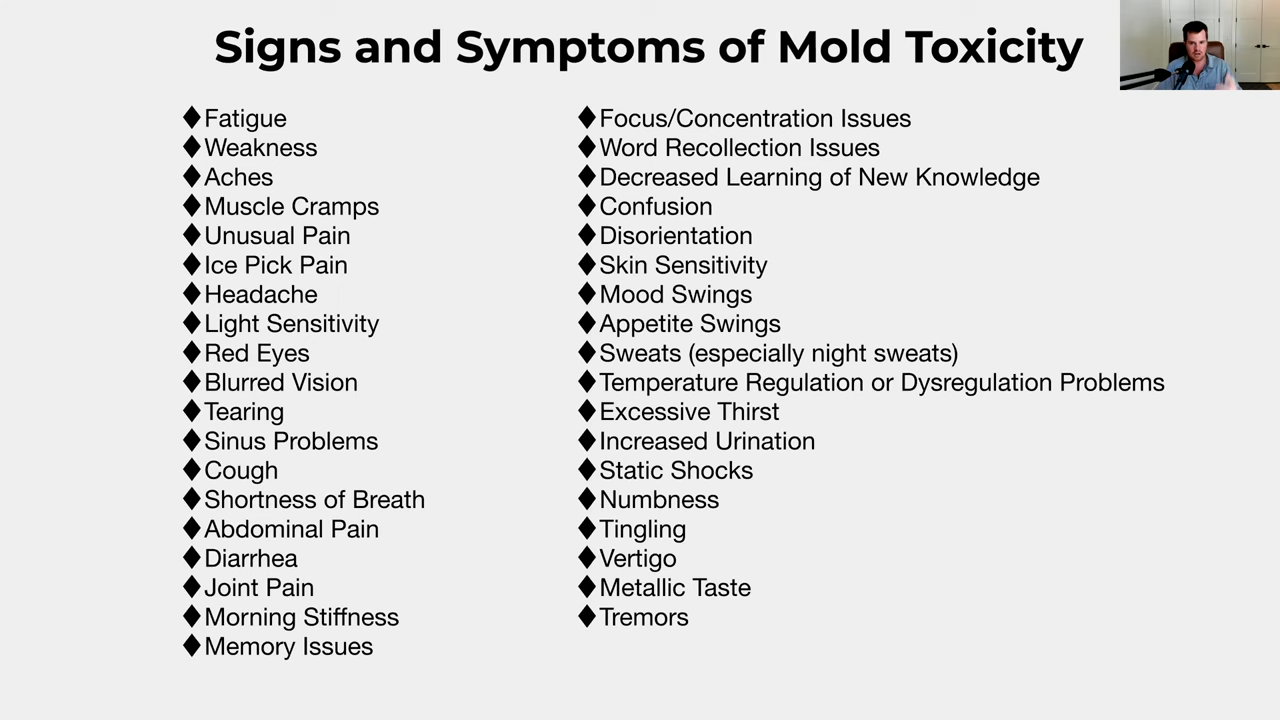 Signs and Symptoms of Mold Toxicity
♦Fatigue
♦Weakness
♦Aches
♦Muscle Cramps
♦Unusual Pain
♦Ice Pick Pain
♦Headache
♦Light Sensitivity
♦Red Eyes
♦Blurred Vision
♦Tearing
♦Sinus Problems
♦Cough
♦Shortness of Breath
♦Abdominal Pain
♦Diarrhea
♦Joint Pain
♦Morning Stiffness
♦Memory Issues
♦Focus/Concentration Issues
♦Word Recollection Issues
♦Decreased Learning of New Knowledge
♦Confusion
♦Disorientation
♦Skin Sensitivity
♦Mood Swings
♦Appetite Swings
♦Sweats (especially night sweats)
♦Temperature Regulation or Dysregulation Problems
♦Excessive Thirst
♦Increased Urination
♦Static Shocks
♦Numbness
♦Tingling
♦Vertigo
♦Metallic Taste
♦Tremors